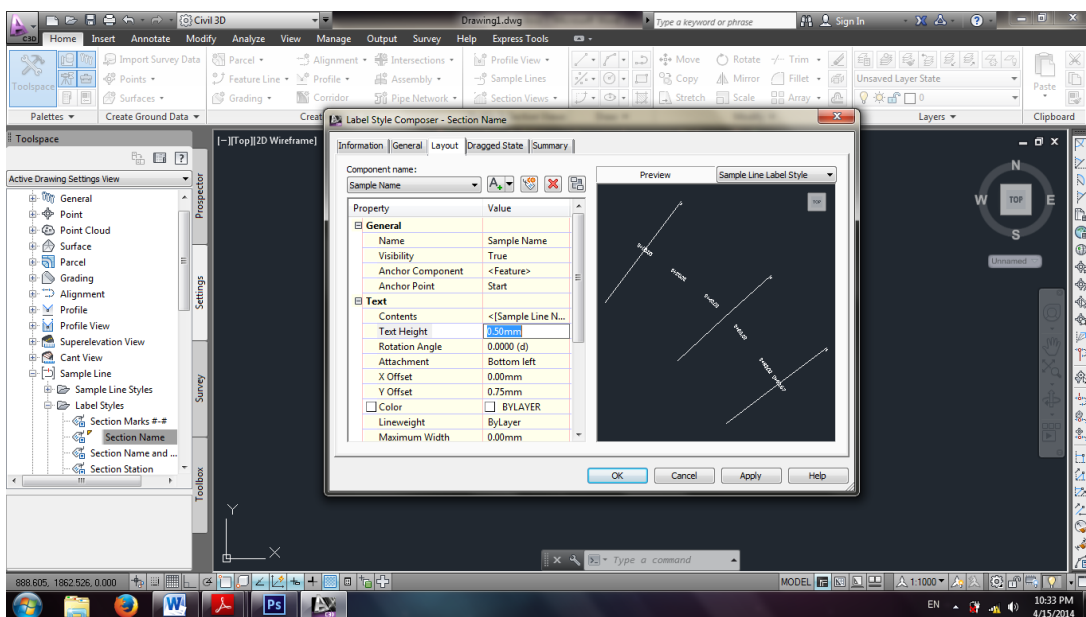 Civil 3D
Drawing1.dwg
Type a keyword or phrase
Sign In
C3D
Home Insert Annotate Modify Analyze View Manage Output Survey Help Express Tools
Toolspace
Import Survey Data
Points
Surfaces
Parcel
Feature Line
Grading
Alignment
Profile
Corridor
Intersections
Assembly
Pipe Network
Profile View
Sample Lines
Section Views
Move
Copy
Stretch
Rotate
Mirror
Scale
Trim
Fillet
Array
Unsaved Layer State
0
Paste
Palettes
Create Ground Data
Creat
Layers
Clipboard
Toolspace
Active Drawing Settings View
General
Point
Point Cloud
Surface
Parcel
Grading
Alignment
Profile
Profile View
Superelevation View
Cant View
Sample Line
Sample Line Styles
Label Styles
Section Marks #-#
Section Name
Section Name and ...
Section Station
Prospector
Settings
Survey
Toolbox
[−][Top][2D Wireframe]
Label Style Composer - Section Name
Information General Layout Dragged State Summary
Component name:
Sample Name
Preview
Sample Line Label Style
Property Value
General
Name Sample Name
Visibility True
Anchor Component <Feature>
Anchor Point Start
Text
Contents <[Sample Line N...
Text Height 0.50mm
Rotation Angle 0.0000 (d)
Attachment Bottom left
X Offset 0.00mm
Y Offset 0.75mm
Color BYLAYER
Lineweight ByLayer
Maximum Width 0.00mm
TOP
OK Cancel Apply Help
N
W TOP E
S
Unnamed
Y
X
Type a command
888.605, 1862.526, 0.000
MODEL
1:1000
W
Ps
C3D
EN
10:33 PM
4/15/2014